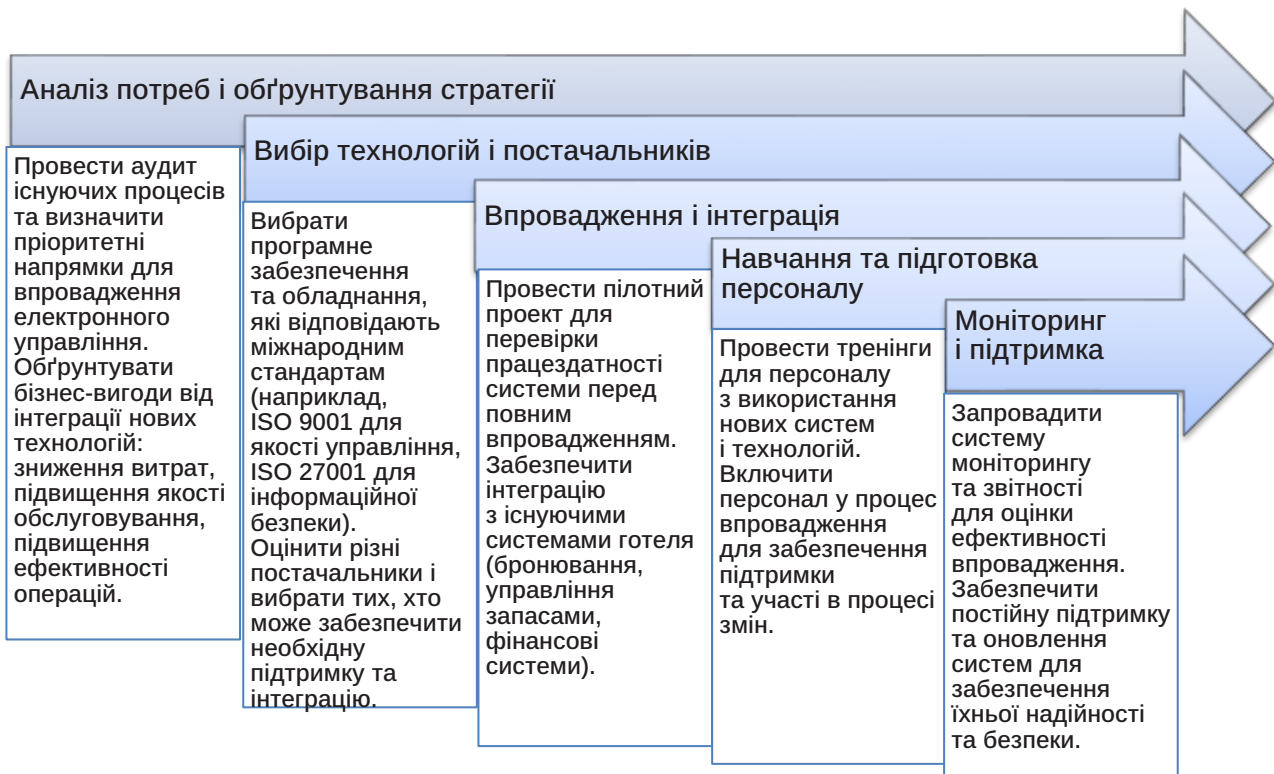 Аналіз потреб і обґрунтування стратегії
Провести аудит
існуючих процесів
та визначити
пріоритетні
напрямки для
впровадження
електронного
управління.
Обґрунтувати
бізнес-вигоди від
інтеграції нових
технологій:
зниження витрат,
підвищення якості
обслуговування,
підвищення
ефективності
операцій.
Вибір технологій і постачальників
Вибрати
програмне
забезпечення
та обладнання,
які відповідають
міжнародним
стандартам
(наприклад,
ISO 9001 для
якості управління,
ISO 27001 для
інформаційної
безпеки).
Оцінити різні
постачальники і
вибрати тих, хто
може забезпечити
необхідну
підтримку та
інтеграцію.
Впровадження і інтеграція
Провести пілотний
проект для
перевірки
працездатності
системи перед
повним
впровадженням.
Забезпечити
інтеграцію
з існуючими
системами готеля
(бронювання,
управління
запасами,
фінансові
системи).
Навчання та підготовка
персоналу
Провести тренінги
для персоналу
з використання
нових систем
і технологій.
Включити
персонал у процес
впровадження
для забезпечення
підтримки
та участі в процесі
змін.
Моніторинг
і підтримка
Запровадити
систему
моніторингу
та звітності
для оцінки
ефективності
впровадження.
Забезпечити
постійну підтримку
та оновлення
систем для
забезпечення
їхньої надійності
та безпеки.